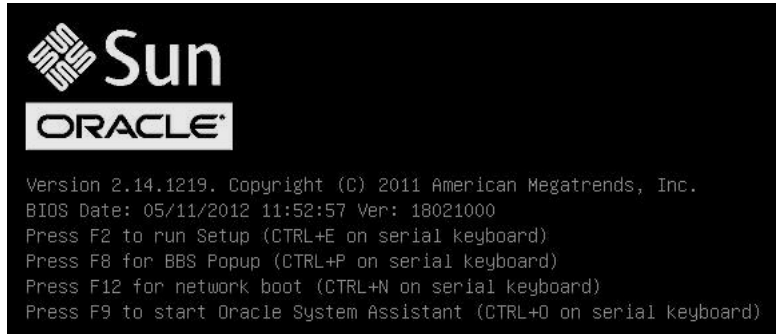 Sun
ORACLE
Version 2.14.1219. Copyright (C) 2011 American Megatrends, Inc.
BIOS Date: 05/11/2012 11:52:57 Ver: 18021000
Press F2 to run Setup (CTRL+E on serial keyboard)
Press F8 for BBS Popup (CTRL+P on serial keyboard)
Press F12 for network boot (CTRL+N on serial keyboard)
Press F9 to start Oracle System Assistant (CTRL+O on serial keyboard)